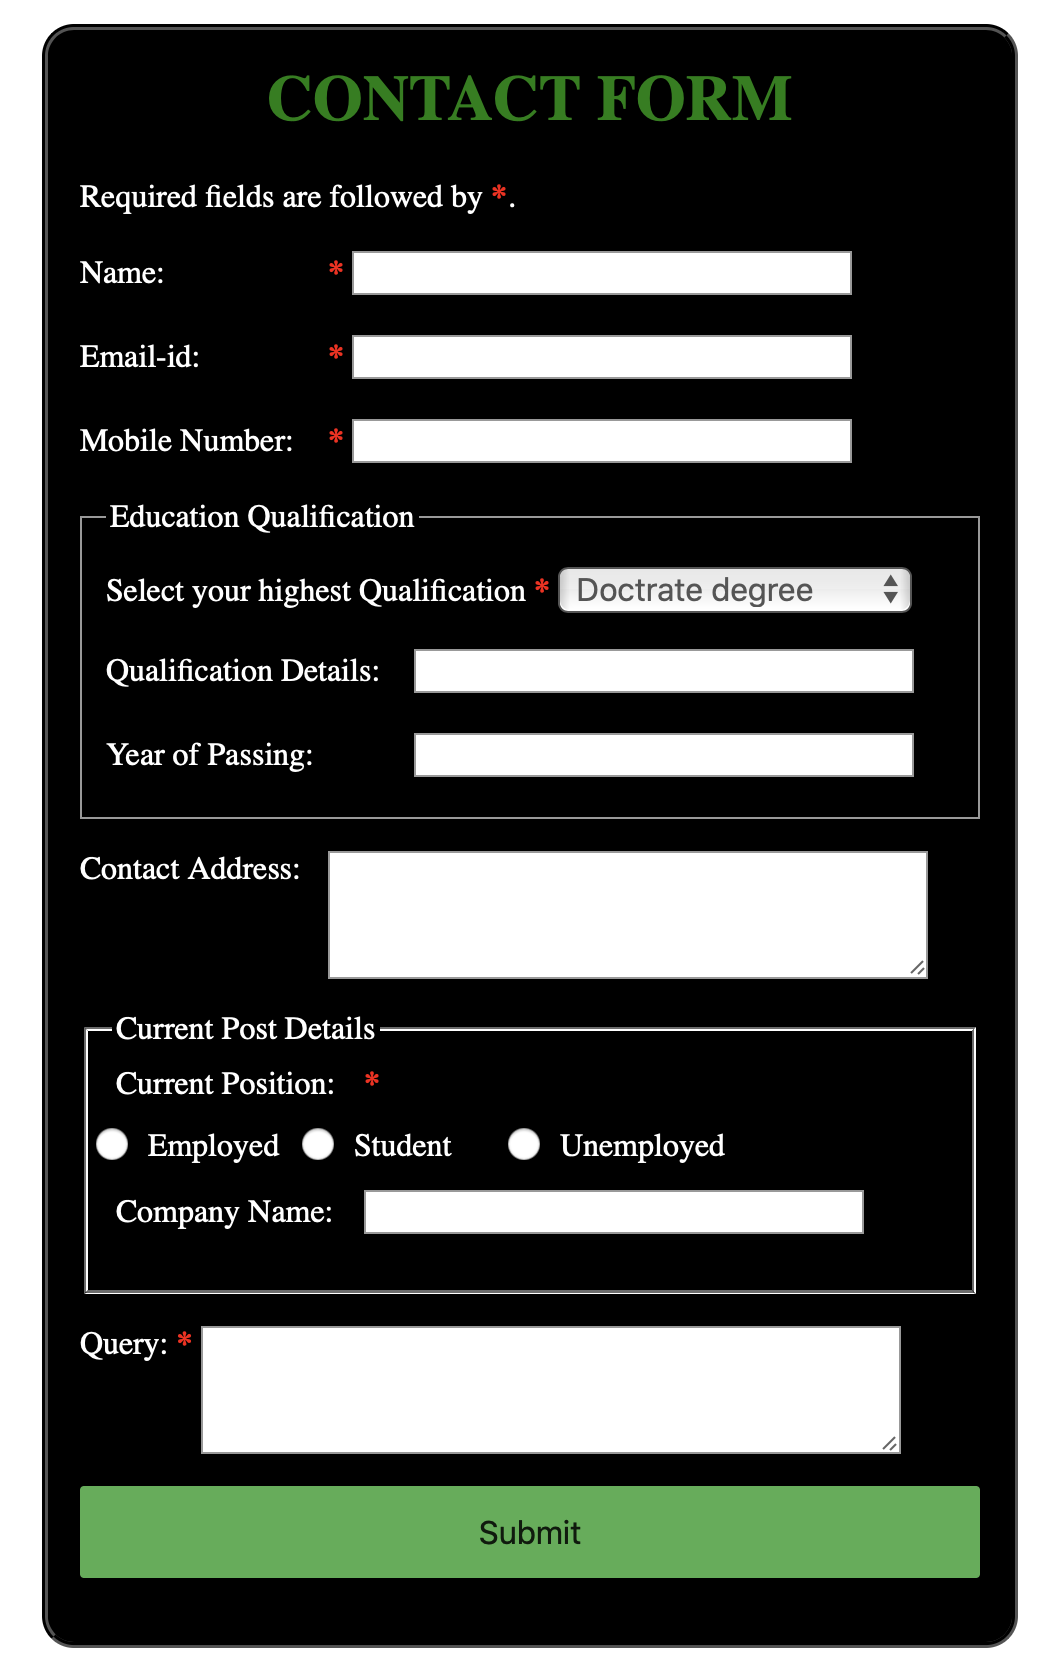 CONTACT FORM
Required fields are followed by *.
Name: *
Email-id: *
Mobile Number: *
Education Qualification
Select your highest Qualification * Doctrate degree
Qualification Details:
Year of Passing:
Contact Address:
Current Post Details
Current Position: *
Employed Student Unemployed
Company Name:
Query: *
Submit